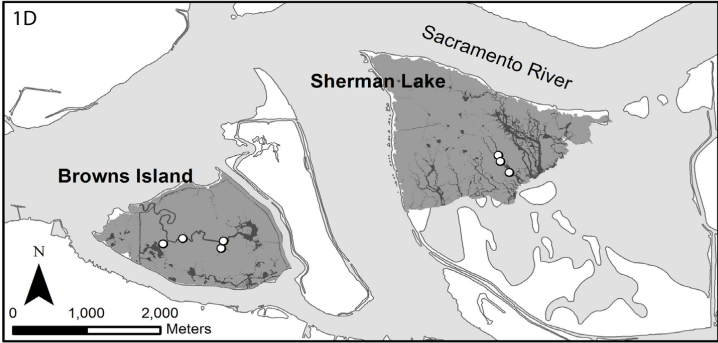 1D
Sacramento River
Sherman Lake
Browns Island
N
0 1,000 2,000
Meters